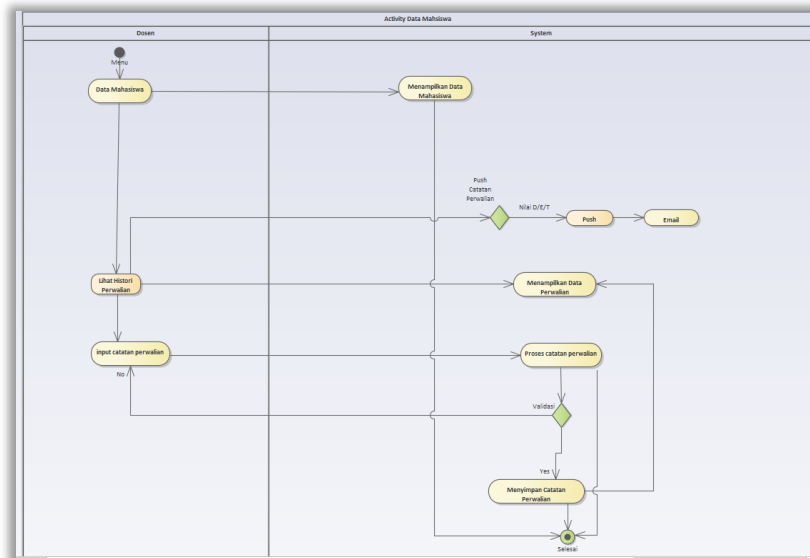 Activity Data Mahsiswa
Dosen
System
Menu
Data Mahasiswa
Menampilkan Data
Mahasiswa
Push
Catatan
Perwalian
Nilai D/E/T
Push
Email
Lihat Histori
Perwalian
Menampilkan Data
Perwalian
input catatan perwalian
Proses catatan perwalian
No
Validasi
Yes
Menyimpan Catatan
Perwalian
Selesai